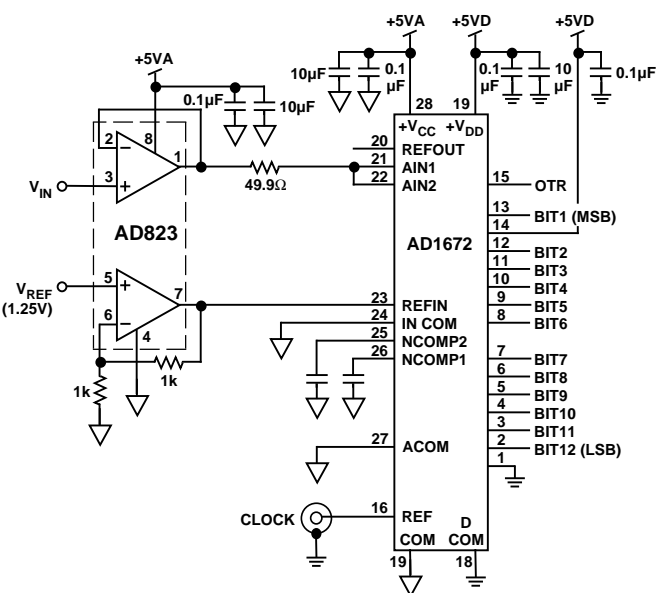 +5VA
+5VD
+5VD
+5VA
10µF
0.1
µF
0.1
µF
10
µF
0.1µF
0.1µF
10µF
28
19
+VCC
+VDD
8
2
1
3
VIN
49.9Ω
AD823
20
REFOUT
21
AIN1
22
AIN2
AD1672
15
OTR
13
BIT1 (MSB)
14
12
BIT2
11
BIT3
10
BIT4
9
BIT5
8
BIT6
VREF
(1.25V)
5
7
6
4
1k
1k
23
REFIN
24
IN COM
25
NCOMP2
26
NCOMP1
7
BIT7
6
BIT8
5
BIT9
4
BIT10
3
BIT11
2
BIT12 (LSB)
1
27
ACOM
CLOCK
16
REF
COM
D
COM
19
18